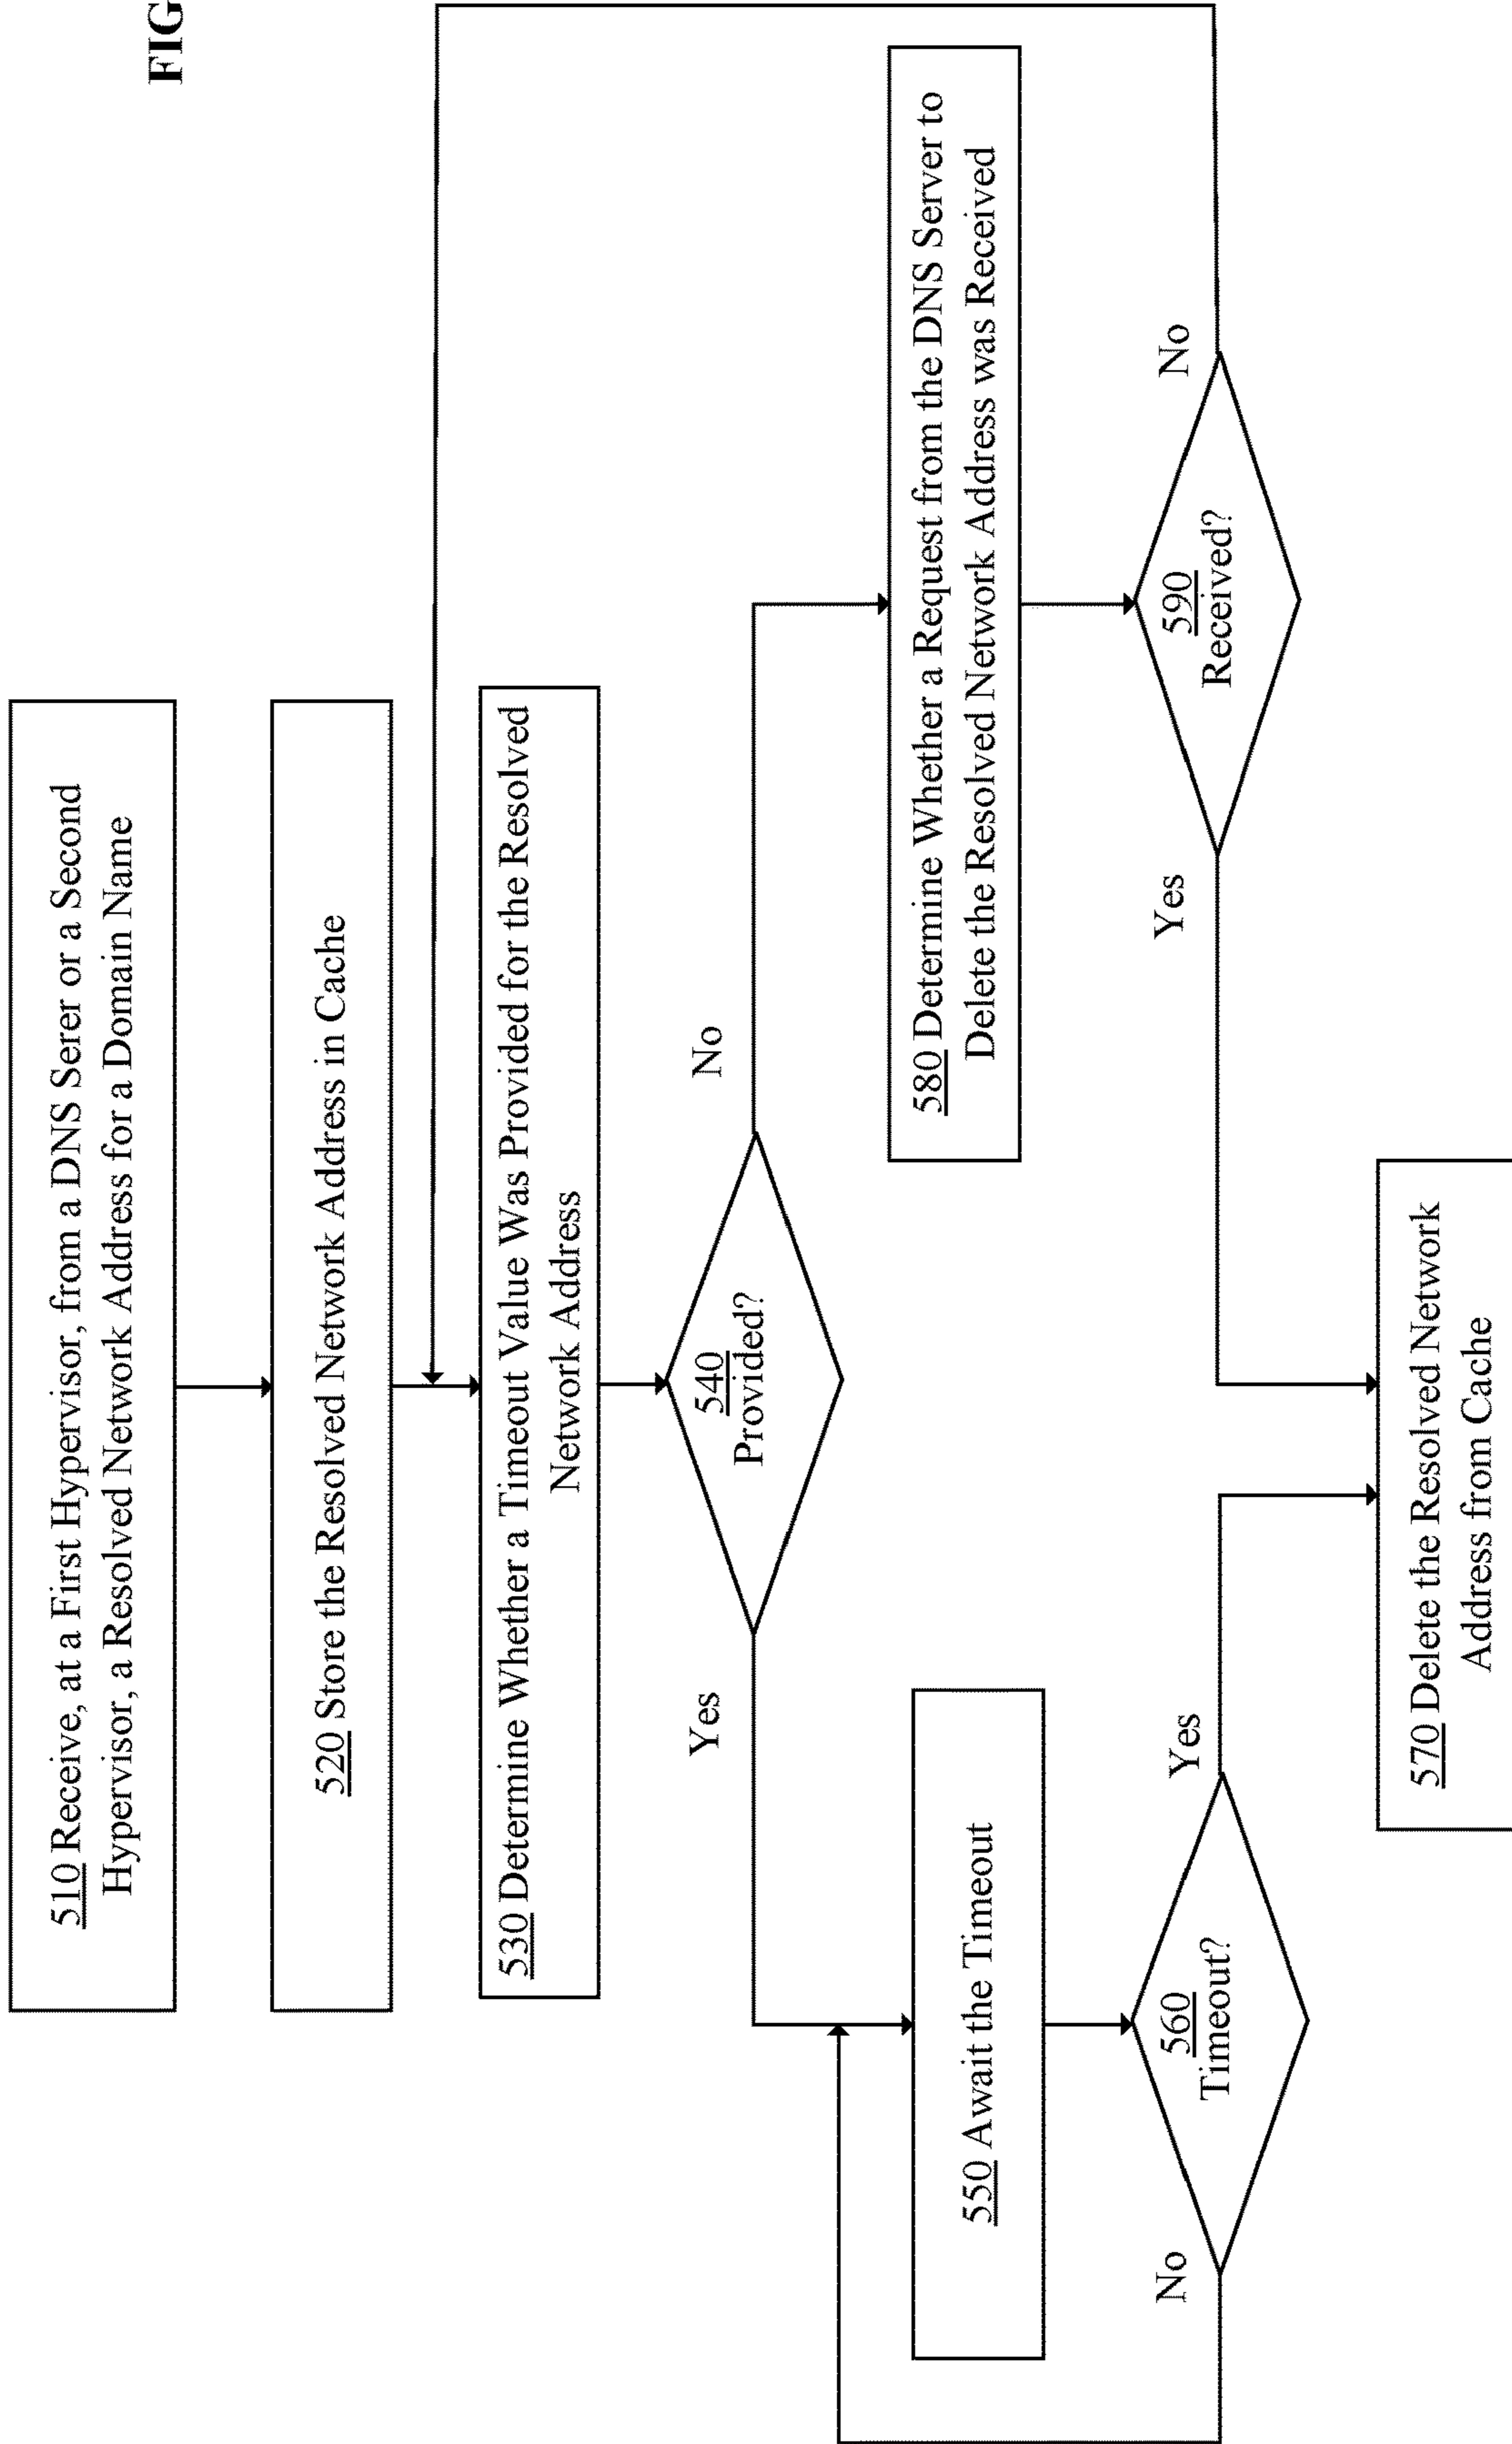 FIG
510 Receive, at a First Hypervisor, from a DNS Serer or a Second
Hypervisor, a Resolved Network Address for a Domain Name
520 Store the Resolved Network Address in Cache
530 Determine Whether a Timeout Value Was Provided for the Resolved
Network Address
540
Provided?
Yes
No
550 Await the Timeout
580 Determine Whether a Request from the DNS Server to
Delete the Resolved Network Address was Received
560
Timeout?
No
Yes
590
Received?
Yes
No
570 Delete the Resolved Network
Address from Cache